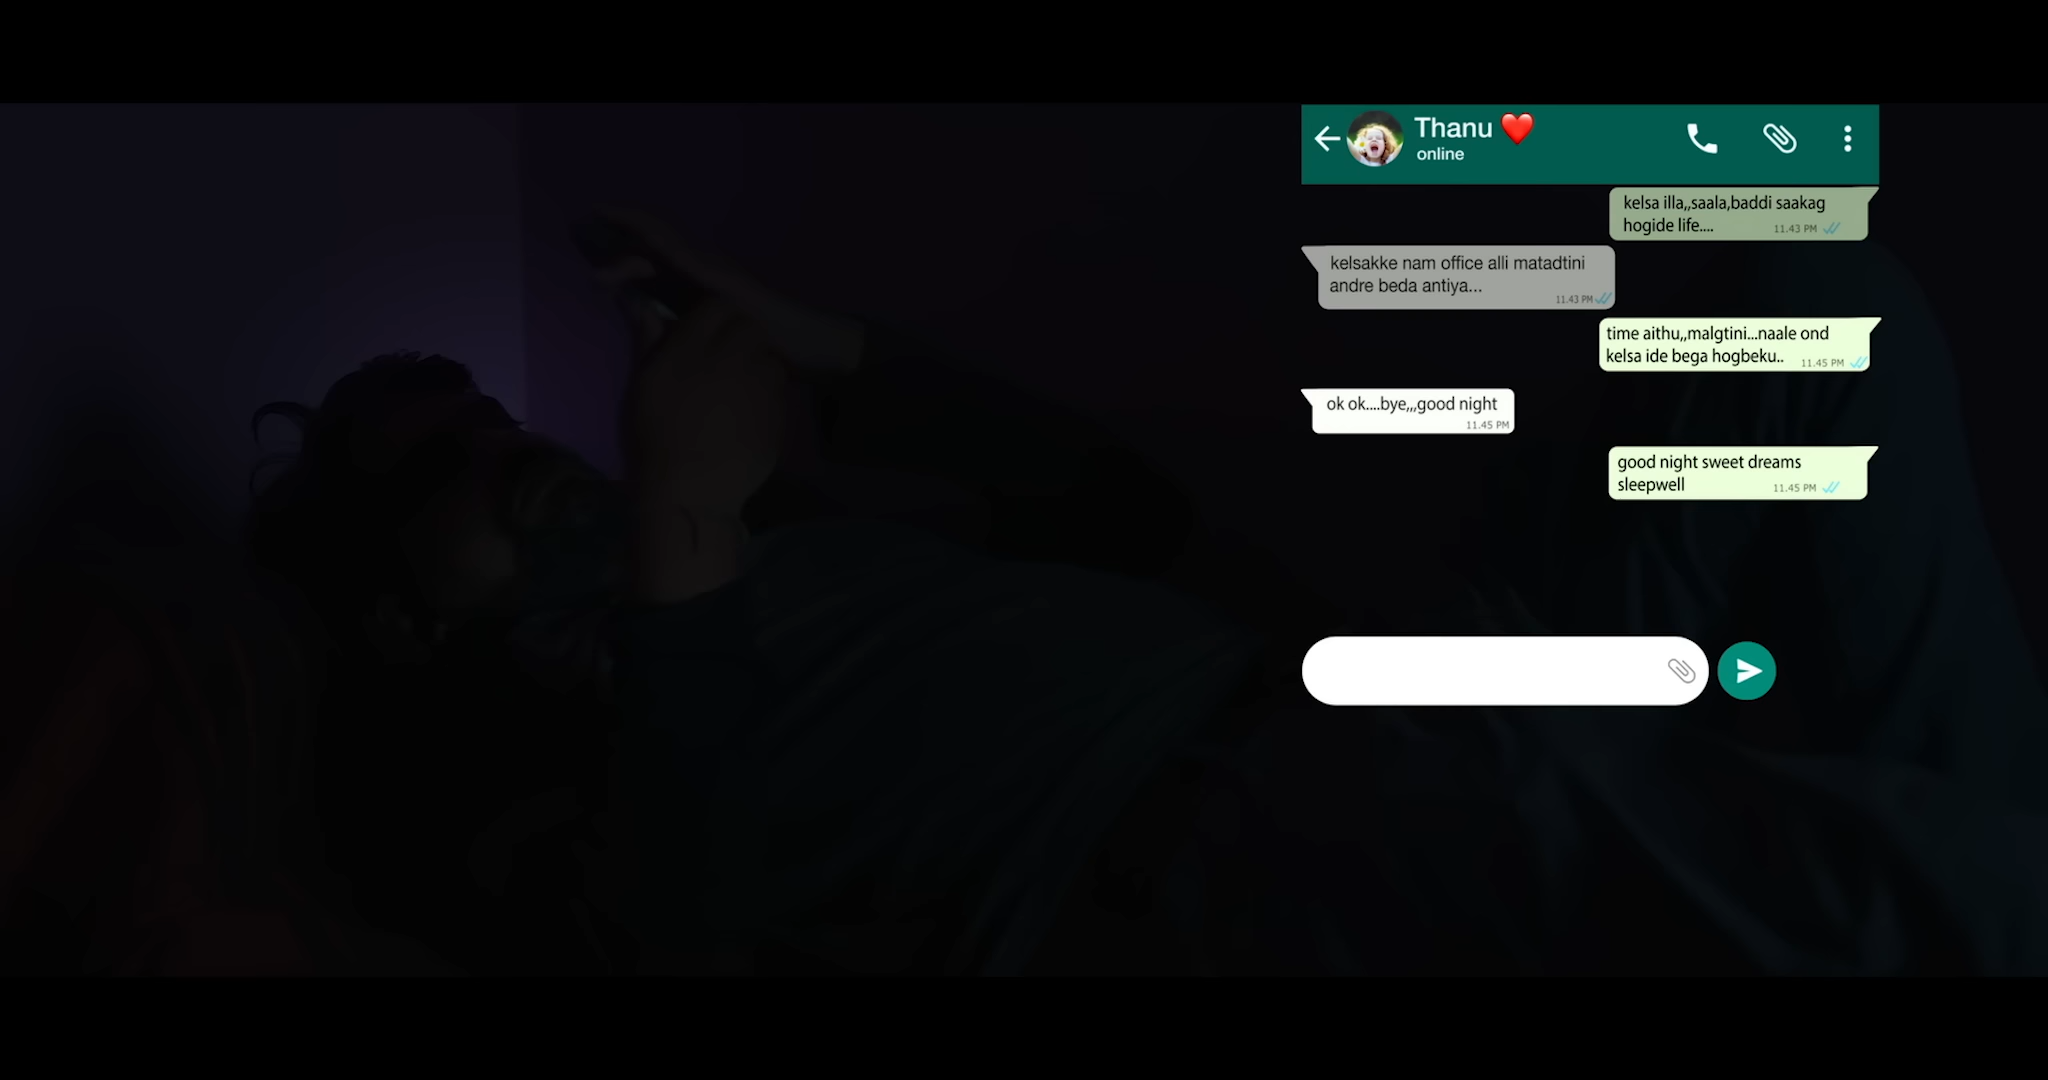 Thanu ❤️
online
kelsa illa,,saala,baddi saakag
hogide life....
11.43 PM
kelsakke nam office alli matadtini
andre beda antiya...
11.43 PM
time aithu,,malgtini...naale ond
kelsa ide bega hogbeku..
11.45 PM
ok ok....bye,,,good night
11.45 PM
good night sweet dreams
sleepwell
11.45 PM